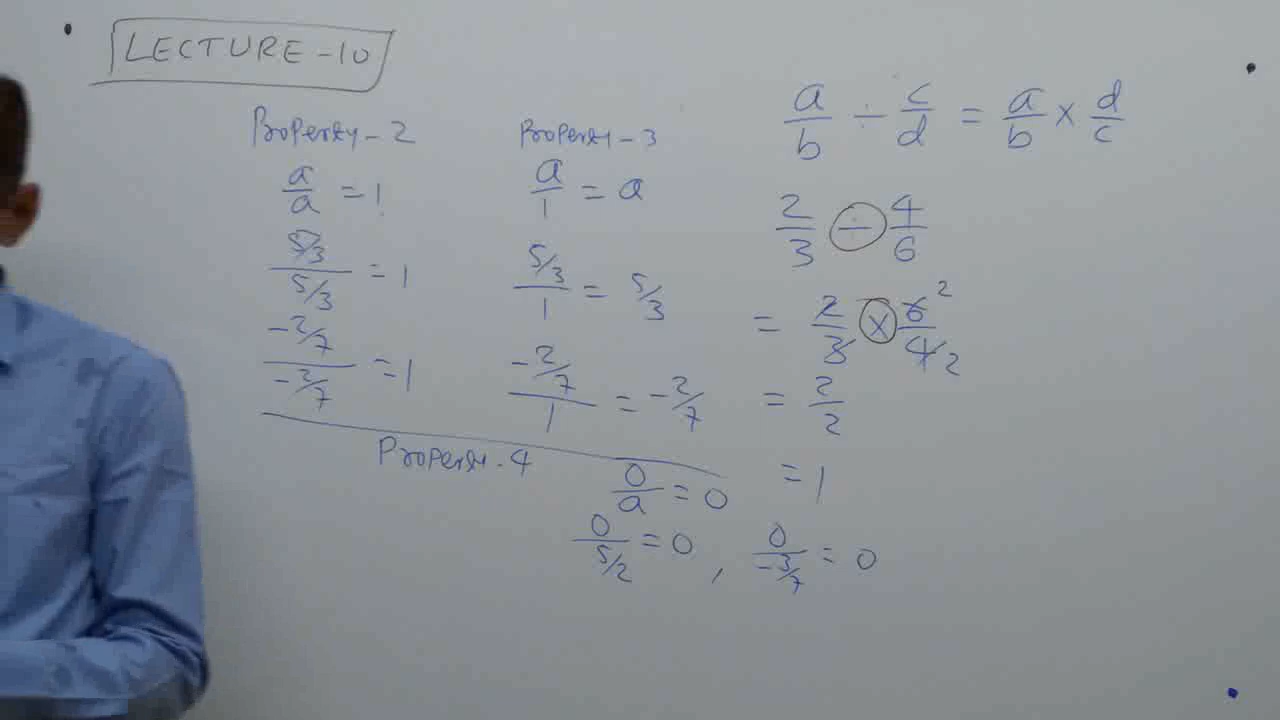 LECTURE-10
Property-2
a/a = 1
5/3 / 5/3 = 1
-2/7 / -2/7 = 1
Property-3
a/1 = a
5/3 / 1 = 5/3
-2/7 / 1 = -2/7
Property-4
0/a = 0
0 / 5/2 = 0, 0 / -3/7 = 0
a/b ÷ c/d = a/b × d/c
2/3 ÷ 4/6
= 2/3 × 6/4 2 2
= 2/2
= 1